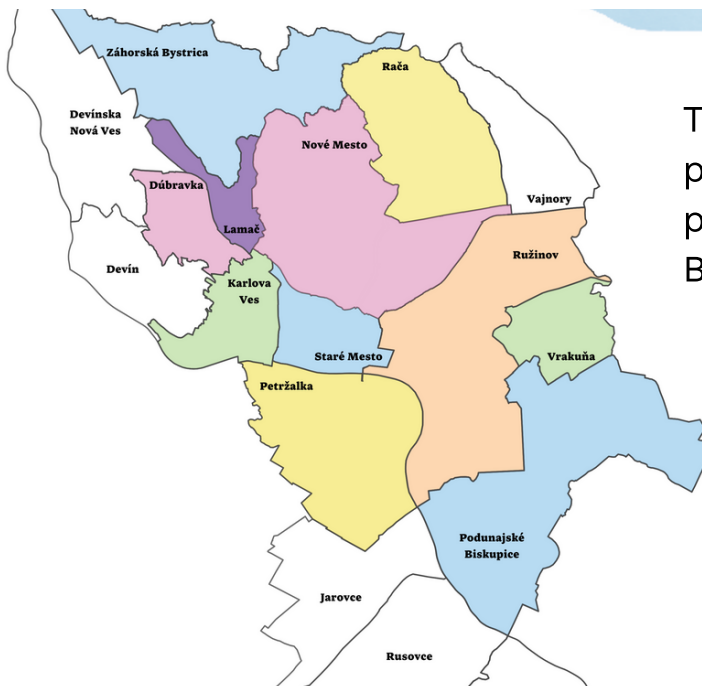 Záhorská Bystrica
Rača
Devínska
Nová Ves
Nové Mesto
Dúbravka
Vajnory
Lamač
Ružinov
Devín
Karlova
Ves
Staré Mesto
Vrakuňa
Petržalka
Podunajské
Biskupice
Jarovce
Rusovce
T
p
p
B